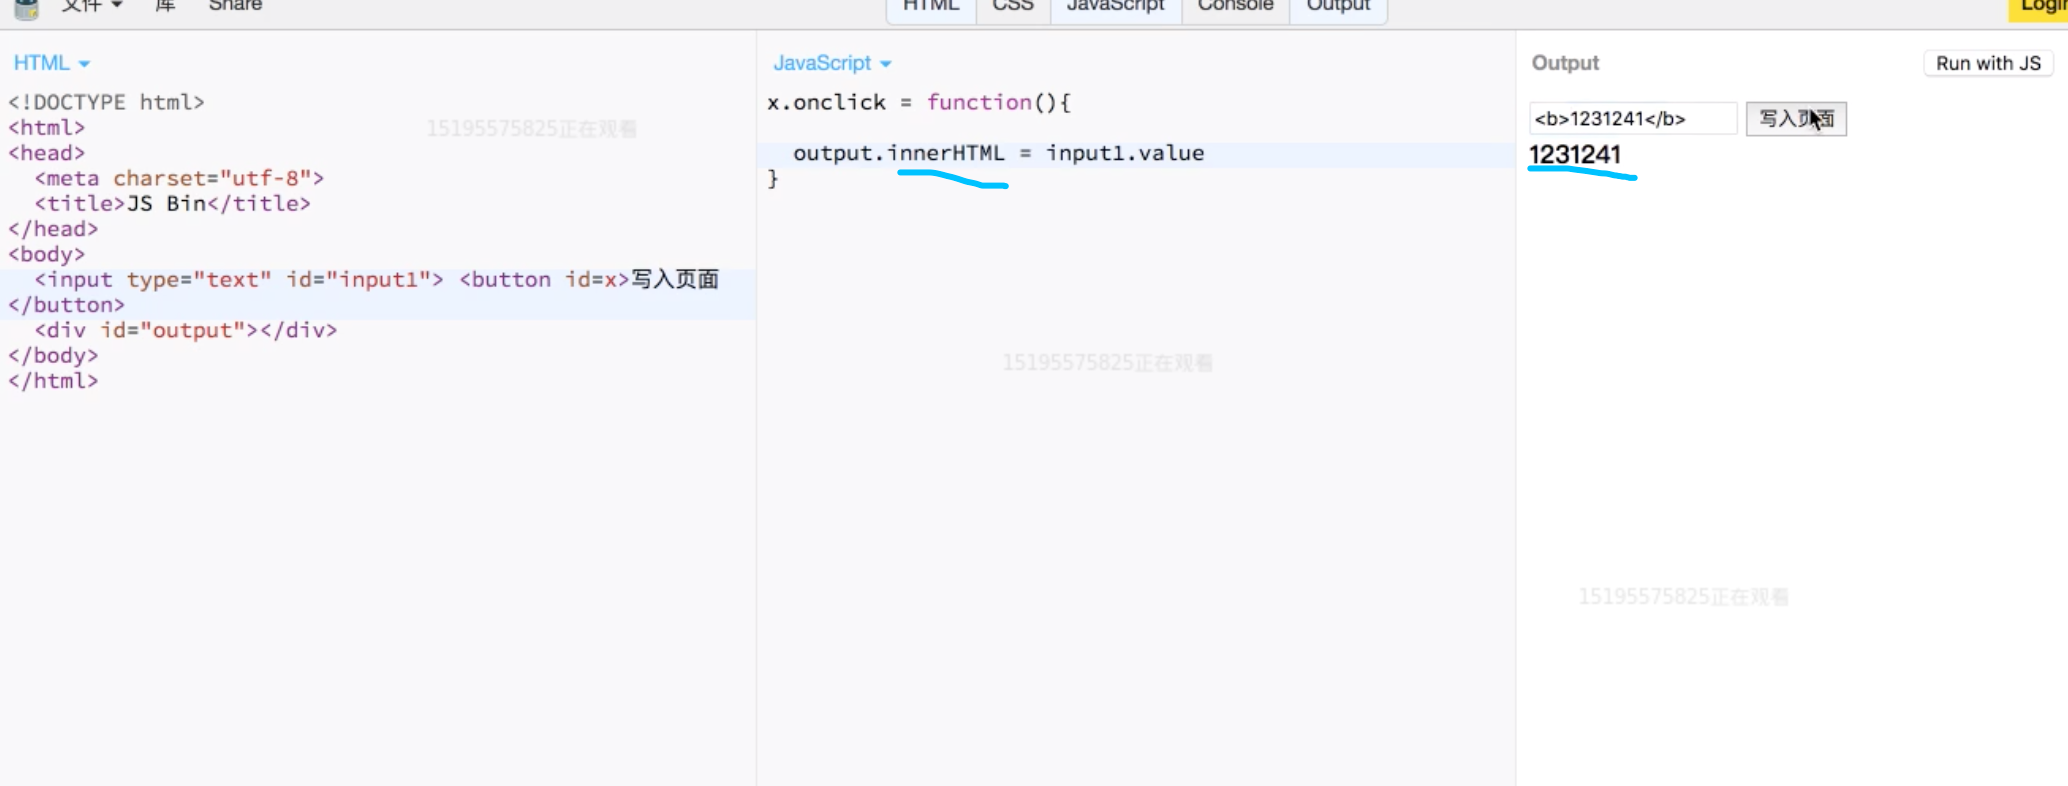 文件 库 Share HTML CSS JavaScript Console Output Login
HTML
<!DOCTYPE html>
<html>
<head>
<meta charset="utf-8">
<title>JS Bin</title>
</head>
<body>
<input type="text" id="input1"> <button id=x>写入页面
</button>
<div id="output"></div>
</body>
</html>
JavaScript
x.onclick = function(){
output.innerHTML = input1.value
}
Output Run with JS
<b>1231241</b> 写入页面
1231241
15195575825正在观看
15195575825正在观看
15195575825正在观看